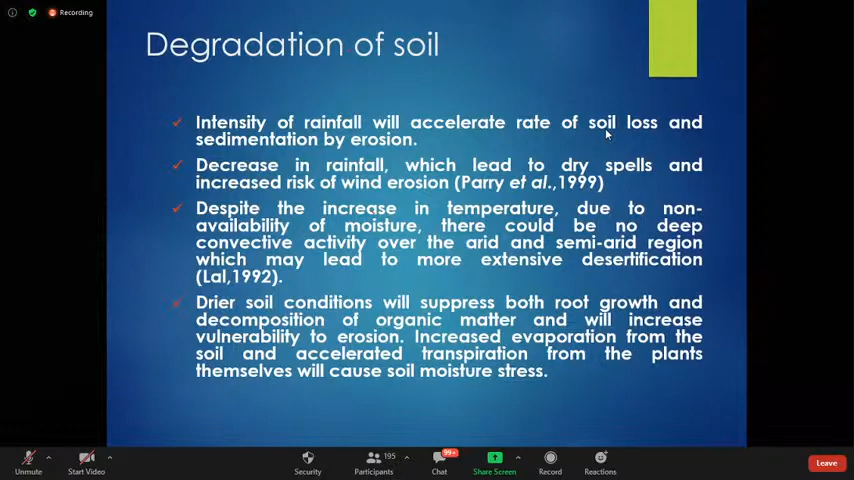 Recording
Degradation of soil
Intensity of rainfall will accelerate rate of soil loss and
sedimentation by erosion.
Decrease in rainfall, which lead to dry spells and
increased risk of wind erosion (Parry et al.,1999)
Despite the increase in temperature, due to non-
availability of moisture, there could be no deep
convective activity over the arid and semi-arid region
which may lead to more extensive desertification
(Lal,1992).
Drier soil conditions will suppress both root growth and
decomposition of organic matter and will increase
vulnerability to erosion. Increased evaporation from the
soil and accelerated transpiration from the plants
themselves will cause soil moisture stress.
195
99+
Unmute
Start Video
Security
Participants
Chat
Share Screen
Record
Reactions
Leave